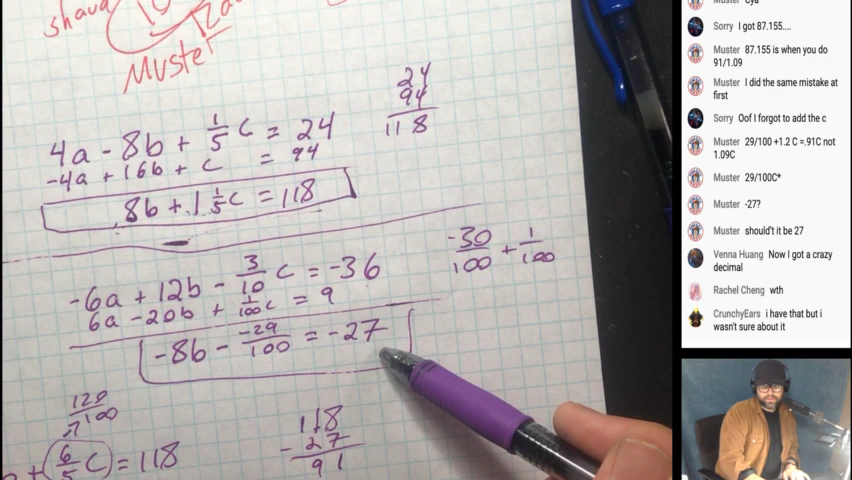 shaud
Muster
24
94
118
4a - 8b + 1/5 C = 24
-4a + 16b + C = 94
8b + 1 1/5 C = 118
-30/100 + 1/100
-6a + 12b - 3/10 C = -36
6a - 20b + 1/100 C = 9
-8b - -29/100 = -27
120/100
+ 6/5 C = 118
118
- 27
91
Muster Cya
Sorry I got 87.155....
Muster 87.155 is when you do
91/1.09
Muster I did the same mistake at
first
Sorry Oof I forgot to add the c
Muster 29/100 +1.2 C =.91C not
1.09C
Muster 29/100C*
Muster -27?
Muster should't it be 27
Venna Huang Now I got a crazy
decimal
Rachel Cheng wth
CrunchyEars i have that but i
wasn't sure about it